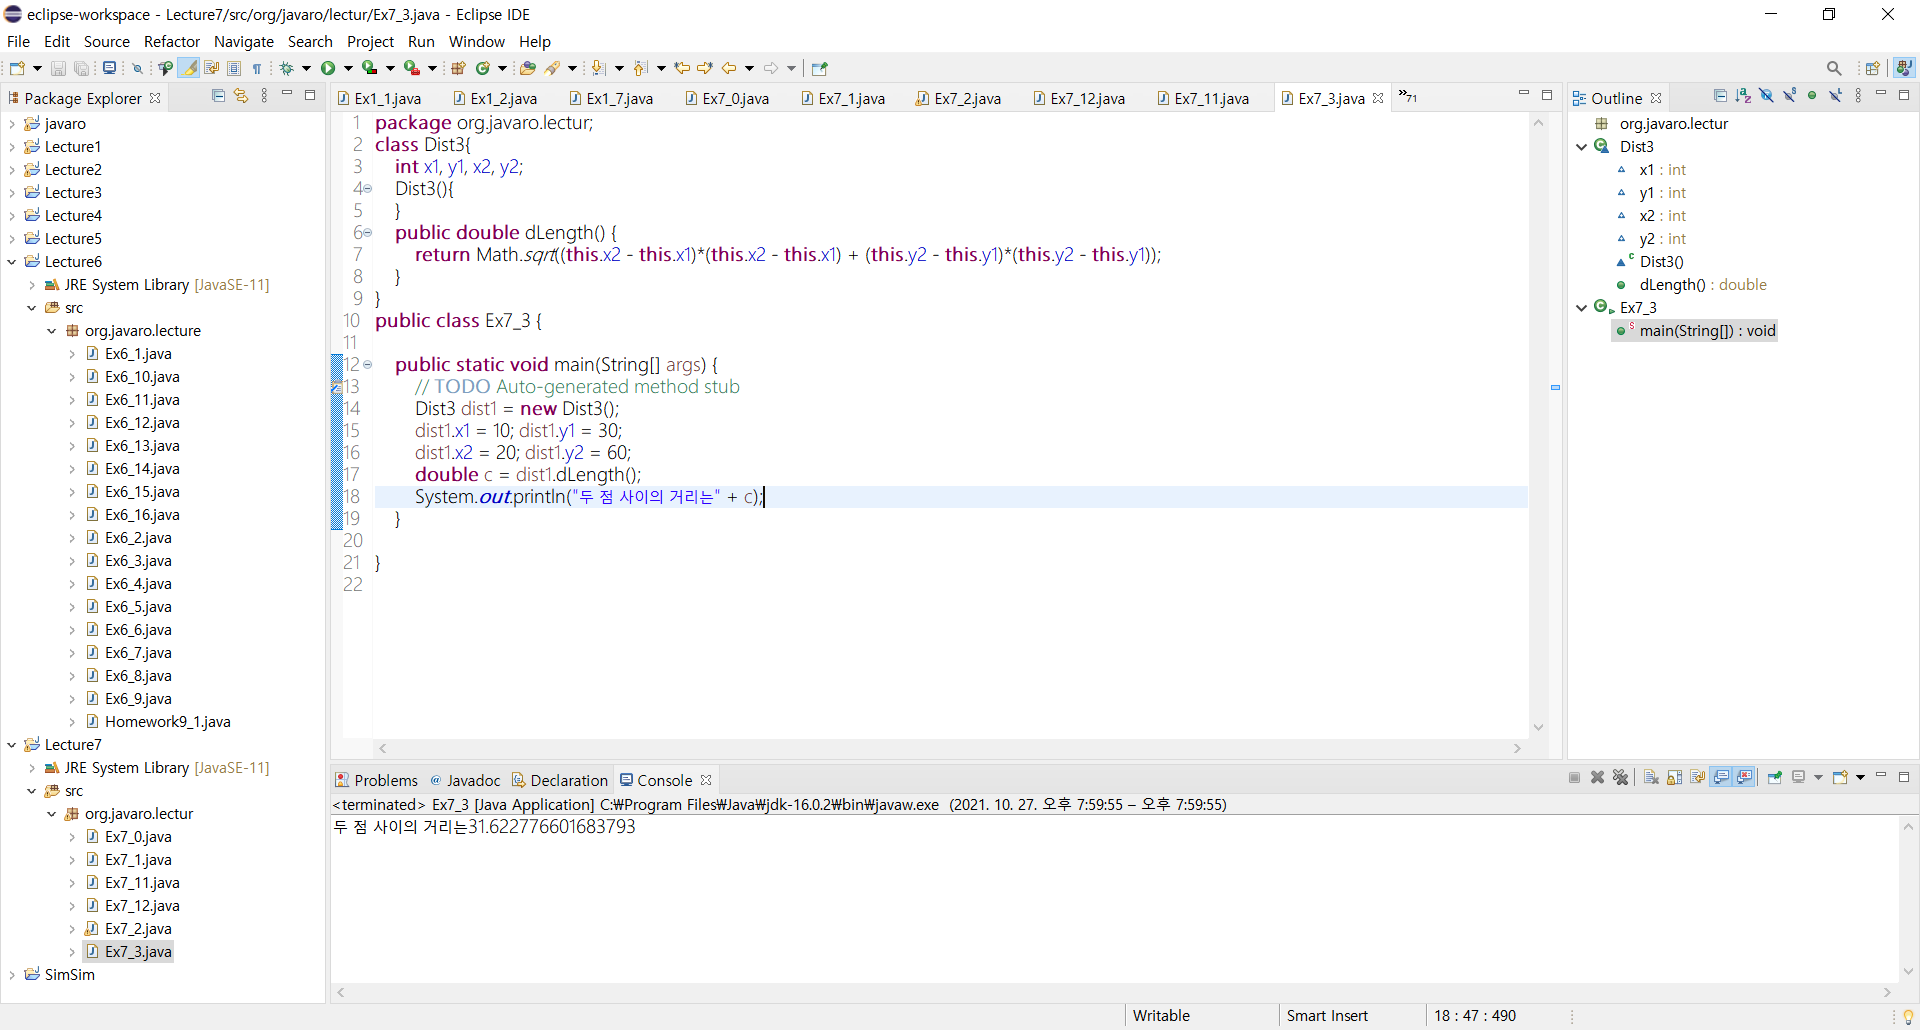 eclipse-workspace - Lecture7/src/org/javaro/lectur/Ex7_3.java - Eclipse IDE
File Edit Source Refactor Navigate Search Project Run Window Help
Package Explorer
javaro
Lecture1
Lecture2
Lecture3
Lecture4
Lecture5
Lecture6
JRE System Library [JavaSE-11]
src
org.javaro.lecture
Ex6_1.java
Ex6_10.java
Ex6_11.java
Ex6_12.java
Ex6_13.java
Ex6_14.java
Ex6_15.java
Ex6_16.java
Ex6_2.java
Ex6_3.java
Ex6_4.java
Ex6_5.java
Ex6_6.java
Ex6_7.java
Ex6_8.java
Ex6_9.java
Homework9_1.java
Lecture7
JRE System Library [JavaSE-11]
src
org.javaro.lectur
Ex7_0.java
Ex7_1.java
Ex7_11.java
Ex7_12.java
Ex7_2.java
Ex7_3.java
SimSim
Ex1_1.java Ex1_2.java Ex1_7.java Ex7_0.java Ex7_1.java Ex7_2.java Ex7_12.java Ex7_11.java Ex7_3.java »71
1 package org.javaro.lectur;
2 class Dist3{
3 int x1, y1, x2, y2;
4 Dist3(){
5 }
6 public double dLength() {
7 return Math.sqrt((this.x2 - this.x1)*(this.x2 - this.x1) + (this.y2 - this.y1)*(this.y2 - this.y1));
8 }
9 }
10 public class Ex7_3 {
11
12 public static void main(String[] args) {
13 // TODO Auto-generated method stub
14 Dist3 dist1 = new Dist3();
15 dist1.x1 = 10; dist1.y1 = 30;
16 dist1.x2 = 20; dist1.y2 = 60;
17 double c = dist1.dLength();
18 System.out.println("두 점 사이의 거리는" + c);
19 }
20
21 }
22
Outline
org.javaro.lectur
Dist3
x1 : int
y1 : int
x2 : int
y2 : int
Dist3()
dLength() : double
Ex7_3
main(String[]) : void
Problems Javadoc Declaration Console
<terminated> Ex7_3 [Java Application] C:₩Program Files₩Java₩jdk-16.0.2₩bin₩javaw.exe (2021. 10. 27. 오후 7:59:55 – 오후 7:59:55)
두 점 사이의 거리는31.622776601683793
Writable Smart Insert 18 : 47 : 490